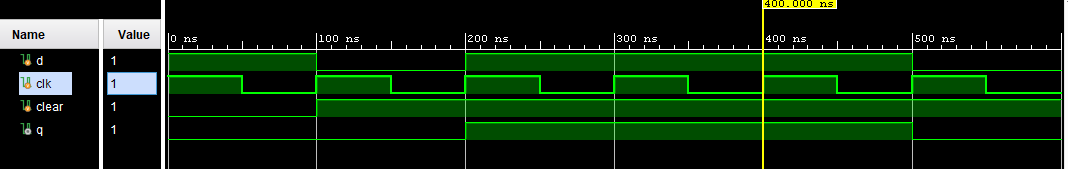 400.000 ns
Name Value
0 ns 100 ns 200 ns 300 ns 400 ns 500 ns
d 1
clk 1
clear 1
q 1